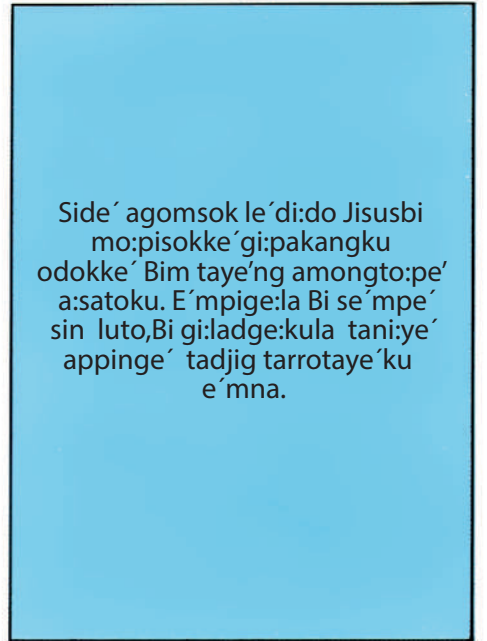 Side´ agomsok le´di:do Jisusbi
mo:pisokke´gi:pakangku
odokke´ Bim taye’ng amongto:pe’
a:satoku. E´mpige:la Bi se´mpe´
sin luto,Bi gi:ladge:kula tani:ye´
appinge´ tadjig tarrotaye´ku
e´mna.